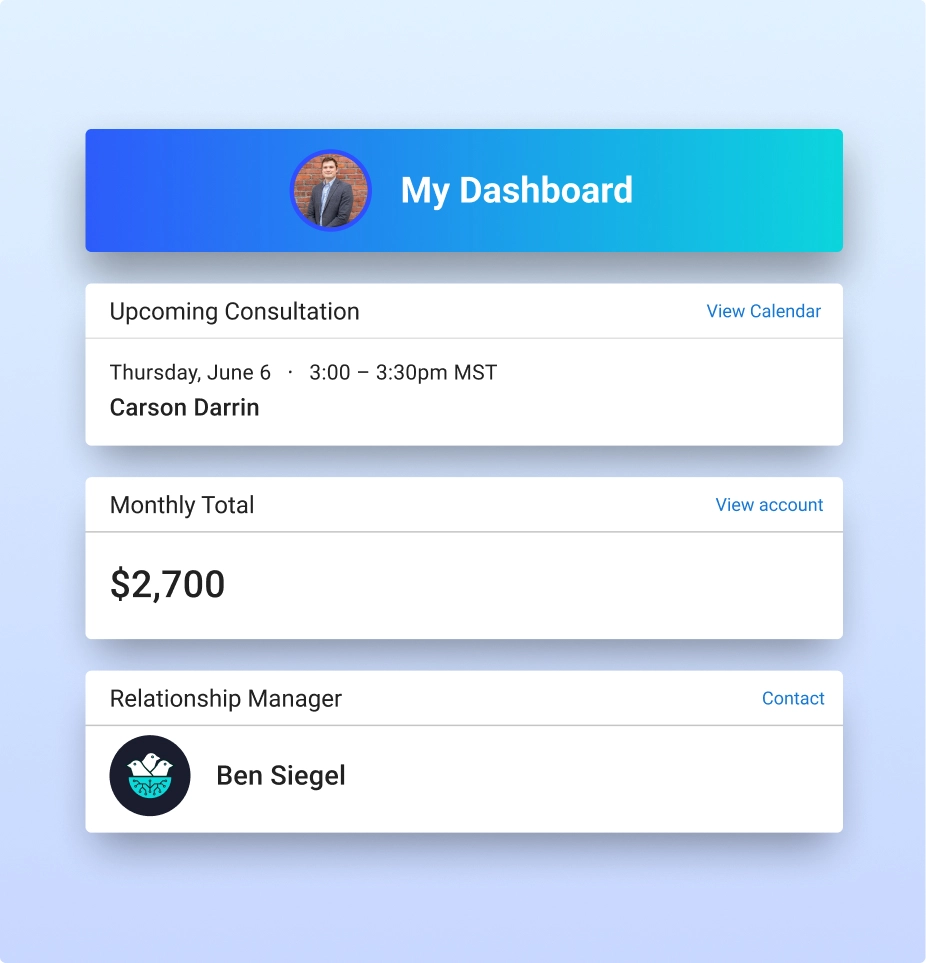 My Dashboard
Upcoming Consultation View Calendar
Thursday, June 6 · 3:00 – 3:30pm MST
Carson Darrin
Monthly Total View account
$2,700
Relationship Manager Contact
Ben Siegel